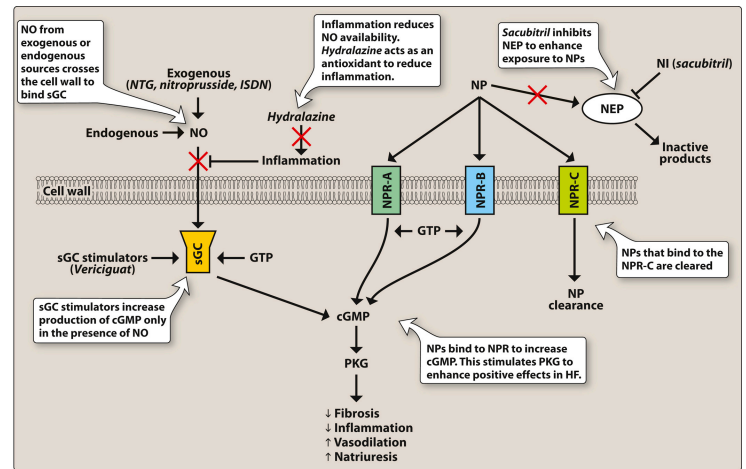 NO from
exogenous or
endogenous
sources crosses
the cell wall to
bind sGC
Inflammation reduces
NO availability.
Hydralazine acts as an
antioxidant to reduce
inflammation.
Sacubitril inhibits
NEP to enhance
exposure to NPs
NI (sacubitril)
Exogenous
(NTG, nitroprusside, ISDN)
Hydralazine
NP
NEP
Endogenous
NO
Inflammation
Inactive
products
Cell wall
NPR-A
NPR-B
NPR-C
GTP
sGC stimulators
(Vericiguat)
sGC
GTP
NPs that bind to the
NPR-C are cleared
NP
clearance
sGC stimulators increase
production of cGMP only
in the presence of NO
cGMP
NPs bind to NPR to increase
cGMP. This stimulates PKG to
enhance positive effects in HF.
PKG
↓ Fibrosis
↓ Inflammation
↑ Vasodilation
↑ Natriuresis